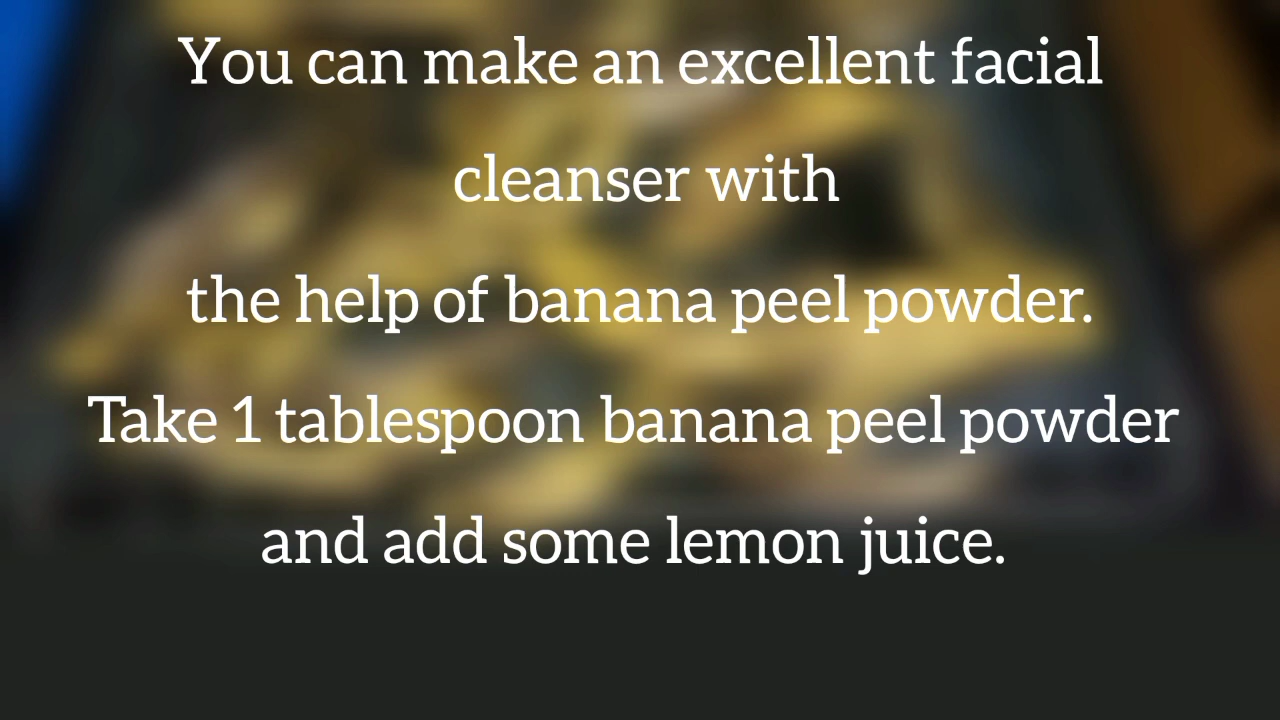 You can make an excellent facial
cleanser with
the help of banana peel powder.
Take 1 tablespoon banana peel powder
and add some lemon juice.